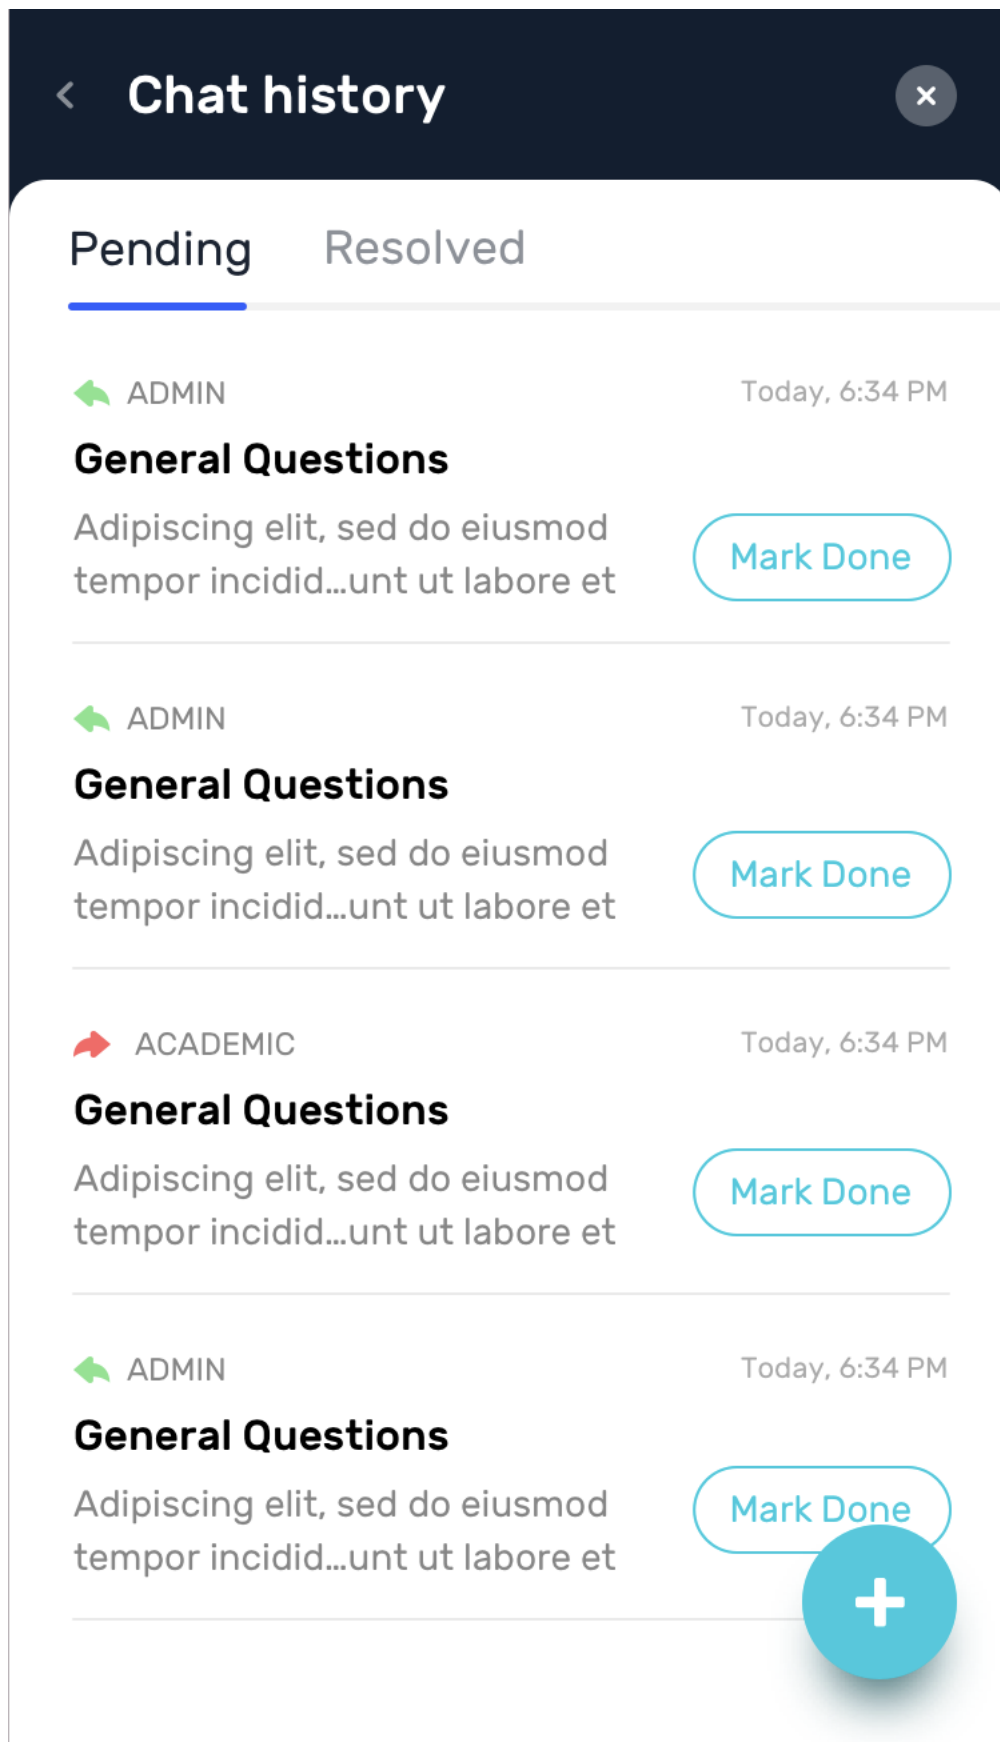 Chat history
Pending Resolved
ADMIN Today, 6:34 PM
General Questions
Adipiscing elit, sed do eiusmod
tempor incidid...unt ut labore et
Mark Done
ADMIN Today, 6:34 PM
General Questions
Adipiscing elit, sed do eiusmod
tempor incidid...unt ut labore et
Mark Done
ACADEMIC Today, 6:34 PM
General Questions
Adipiscing elit, sed do eiusmod
tempor incidid...unt ut labore et
Mark Done
ADMIN Today, 6:34 PM
General Questions
Adipiscing elit, sed do eiusmod
tempor incidid...unt ut labore et
Mark Done